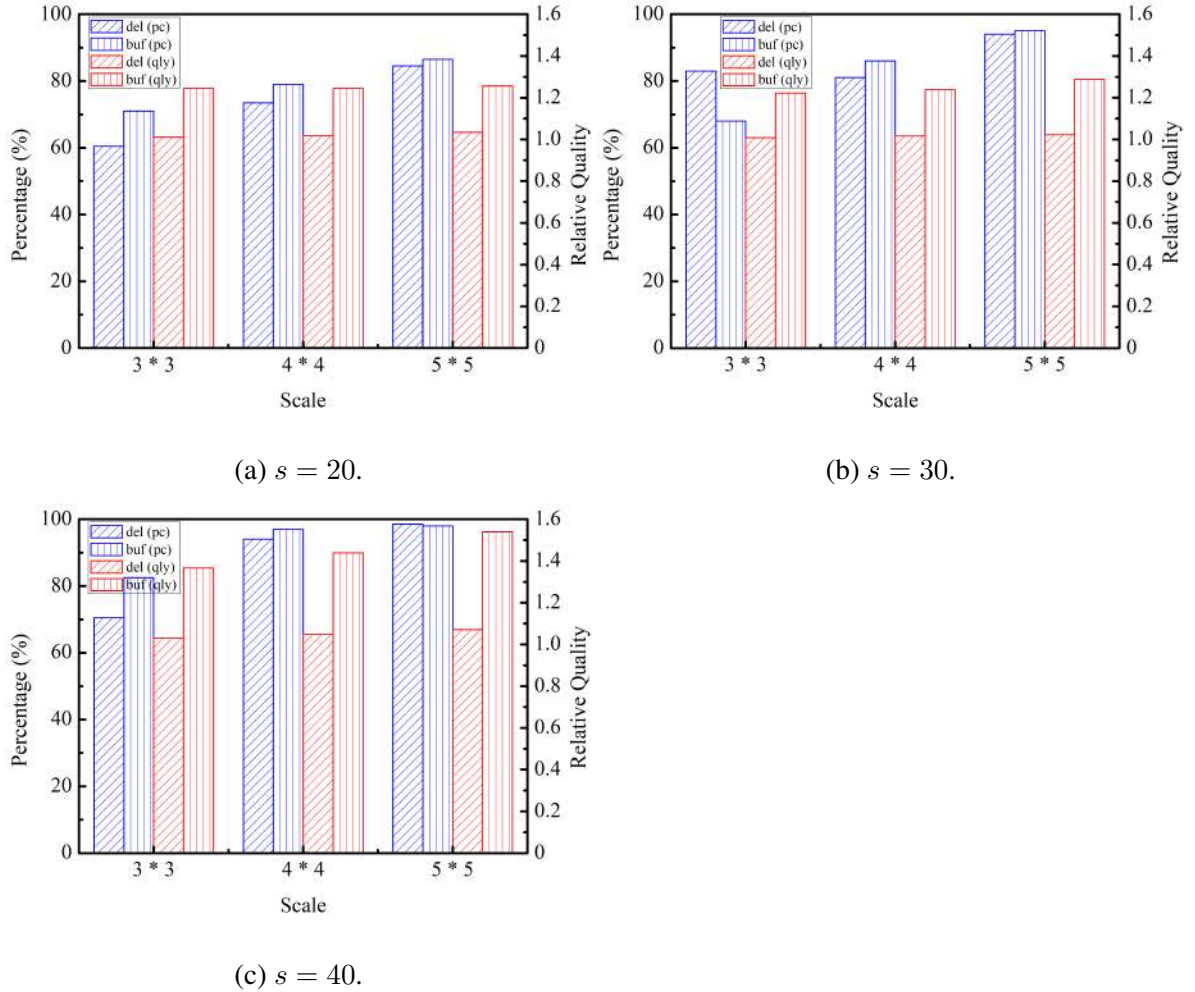 100
80
60
40
20
0
Percentage (%)
del (pc)
buf (pc)
del (qly)
buf (qly)
1.6
1.4
1.2
1.0
0.8
0.6
0.4
0.2
0
Relative Quality
3 * 3 4 * 4 5 * 5
Scale
(a) s = 20.
100
80
60
40
20
0
Percentage (%)
del (pc)
buf (pc)
del (qly)
buf (qly)
1.6
1.4
1.2
1.0
0.8
0.6
0.4
0.2
0
Relative Quality
3 * 3 4 * 4 5 * 5
Scale
(b) s = 30.
100
80
60
40
20
0
Percentage (%)
del (pc)
buf (pc)
del (qly)
buf (qly)
1.6
1.4
1.2
1.0
0.8
0.6
0.4
0.2
0
Relative Quality
3 * 3 4 * 4 5 * 5
Scale
(c) s = 40.